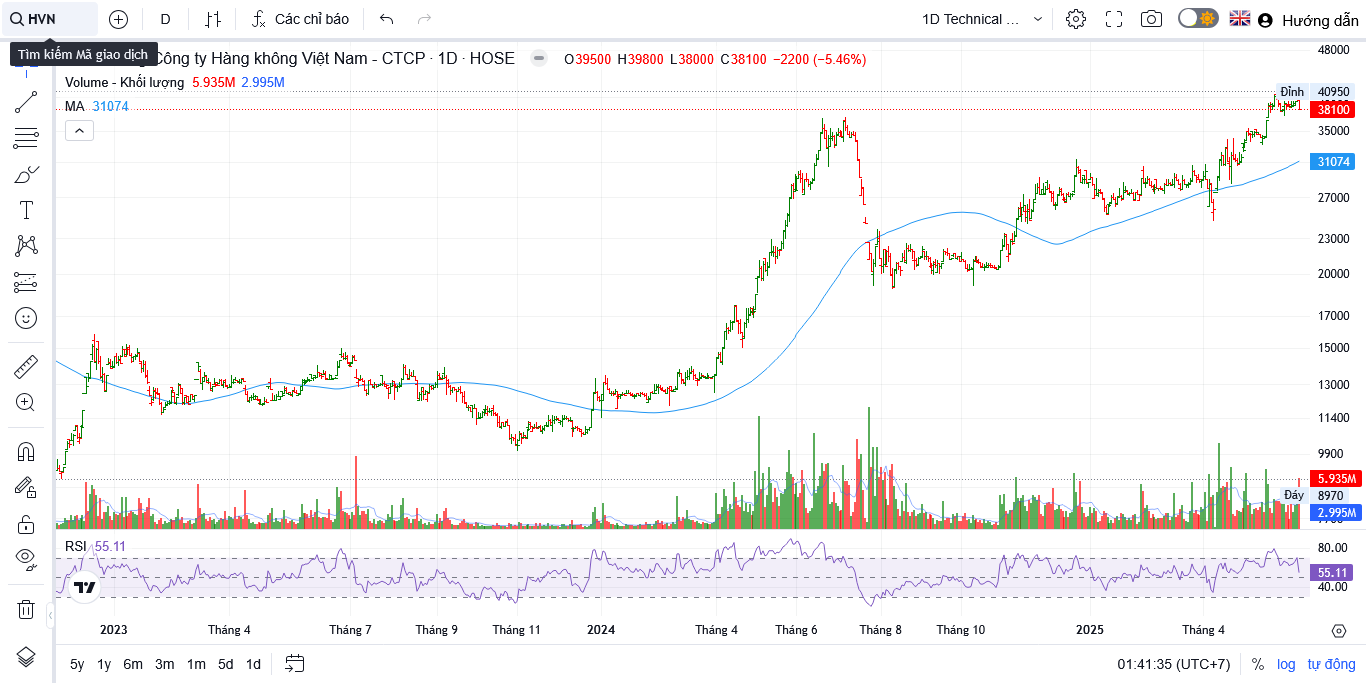 HVN
D
Các chỉ báo
1D Technical ...
Hướng dẫn
Tìm kiếm Mã giao dịch
Công ty Hàng không Việt Nam - CTCP · 1D · HOSE
O39500 H39800 L38000 C38100 −2200 (−5.46%)
Volume - Khối lượng 5.935M 2.995M
MA 31074
48000
Đỉnh 40950
38100
35000
31074
27000
23000
20000
17000
15000
13000
11400
9900
5.935M
Đáy 8970
2.995M
RSI 55.11
80.00
55.11
40.00
2023 Tháng 4 Tháng 7 Tháng 9 Tháng 11 2024 Tháng 4 Tháng 6 Tháng 8 Tháng 10 2025 Tháng 4
5y 1y 6m 3m 1m 5d 1d
01:41:35 (UTC+7) % log tự động